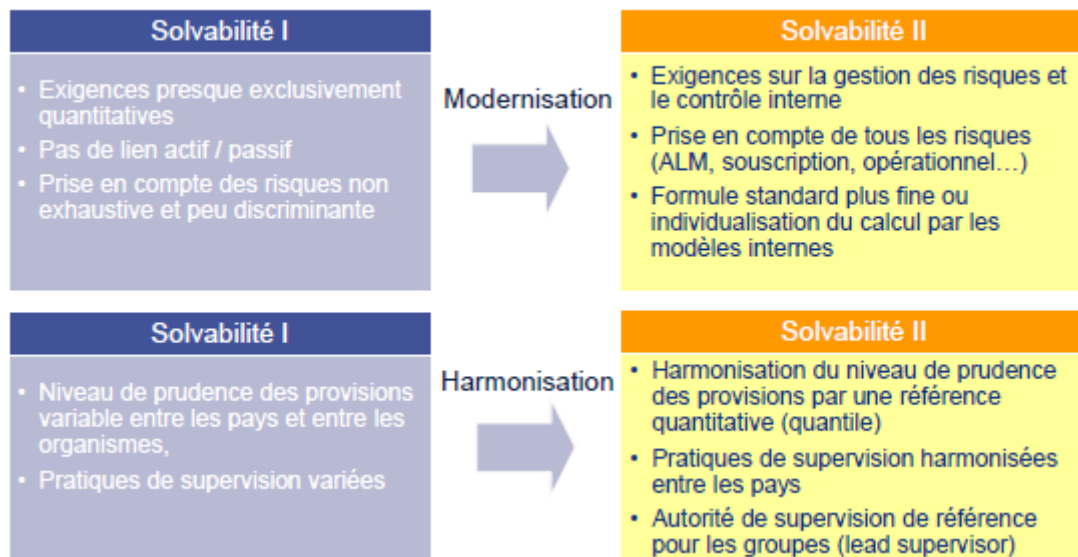 Solvabilité I
• Exigences presque exclusivement
quantitatives
• Pas de lien actif / passif
• Prise en compte des risques non
exhaustive et peu discriminante
Modernisation
Solvabilité II
• Exigences sur la gestion des risques et
le contrôle interne
• Prise en compte de tous les risques
(ALM, souscription, opérationnel…)
• Formule standard plus fine ou
individualisation du calcul par les
modèles internes
Solvabilité I
• Niveau de prudence des provisions
variable entre les pays et entre les
organismes,
• Pratiques de supervision variées
Harmonisation
Solvabilité II
• Harmonisation du niveau de prudence
des provisions par une référence
quantitative (quantile)
• Pratiques de supervision harmonisées
entre les pays
• Autorité de supervision de référence
pour les groupes (lead supervisor)